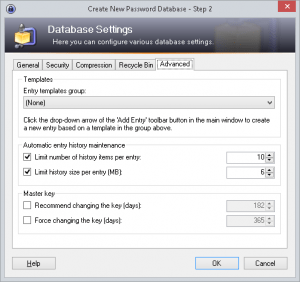 Create New Password Database - Step 2
Database Settings
Here you can configure various database settings.
General
Security
Compression
Recycle Bin
Advanced
Templates
Entry templates group:
(None)
Click the drop-down arrow of the 'Add Entry' toolbar button in the main window to create
a new entry based on a template in the group above.
Automatic entry history maintenance
Limit number of history items per entry:
10
Limit history size per entry (MB):
6
Master key
Recommend changing the key (days):
182
Force changing the key (days):
365
Help
OK
Cancel